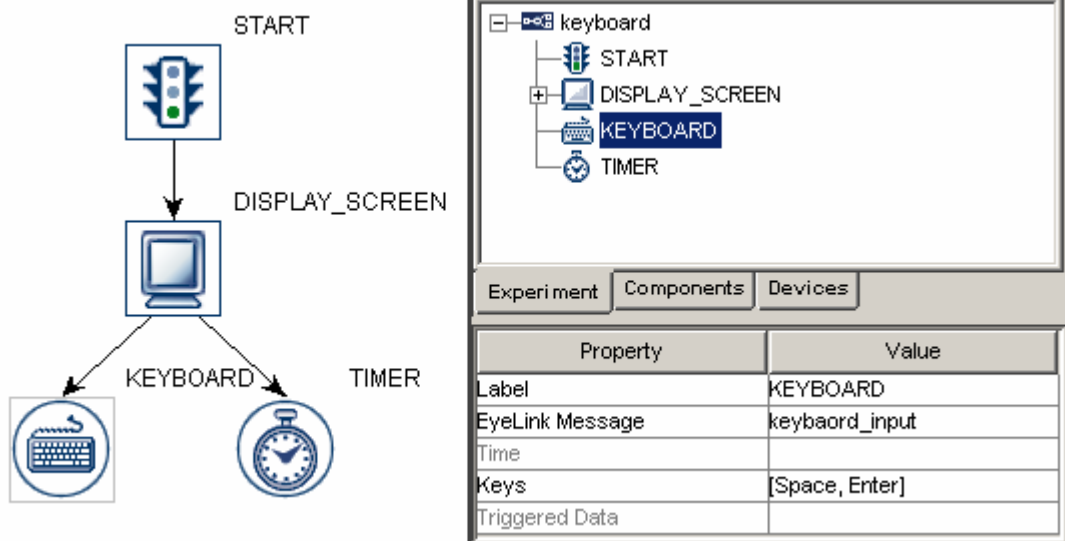 START
DISPLAY_SCREEN
KEYBOARD
TIMER
keyboard
START
DISPLAY_SCREEN
KEYBOARD
TIMER
Experiment Components Devices
Property Value
Label KEYBOARD
EyeLink Message keybaord_input
Time
Keys [Space, Enter]
Triggered Data